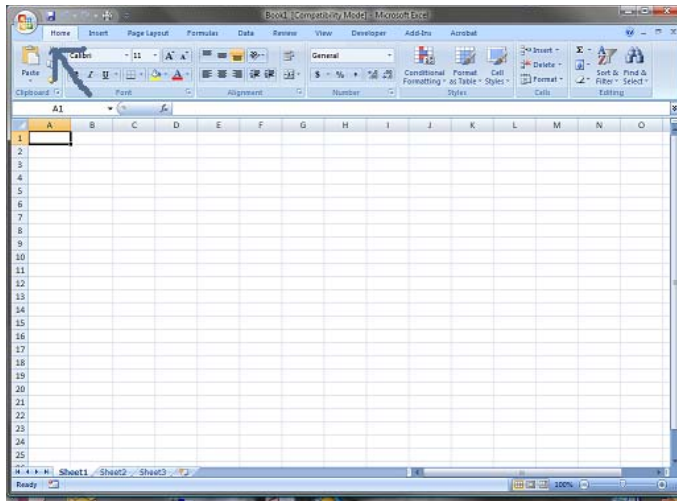 Book1 [Compatibility Mode] - Microsoft Excel
Home Insert Page Layout Formulas Data Review View Developer Add-Ins Acrobat
Calibri 11 A A General Conditional Format Cell Insert Σ
Paste B I U A $ % , Formatting as Table Styles Delete Sort & Find &
Format Filter Select
Clipboard Font Alignment Number Styles Cells Editing
A1 fx
A B C D E F G H I J K L M N O
1
2
3
4
5
6
7
8
9
10
11
12
13
14
15
16
17
18
19
20
21
22
23
24
25
Sheet1 Sheet2 Sheet3
Ready 100%